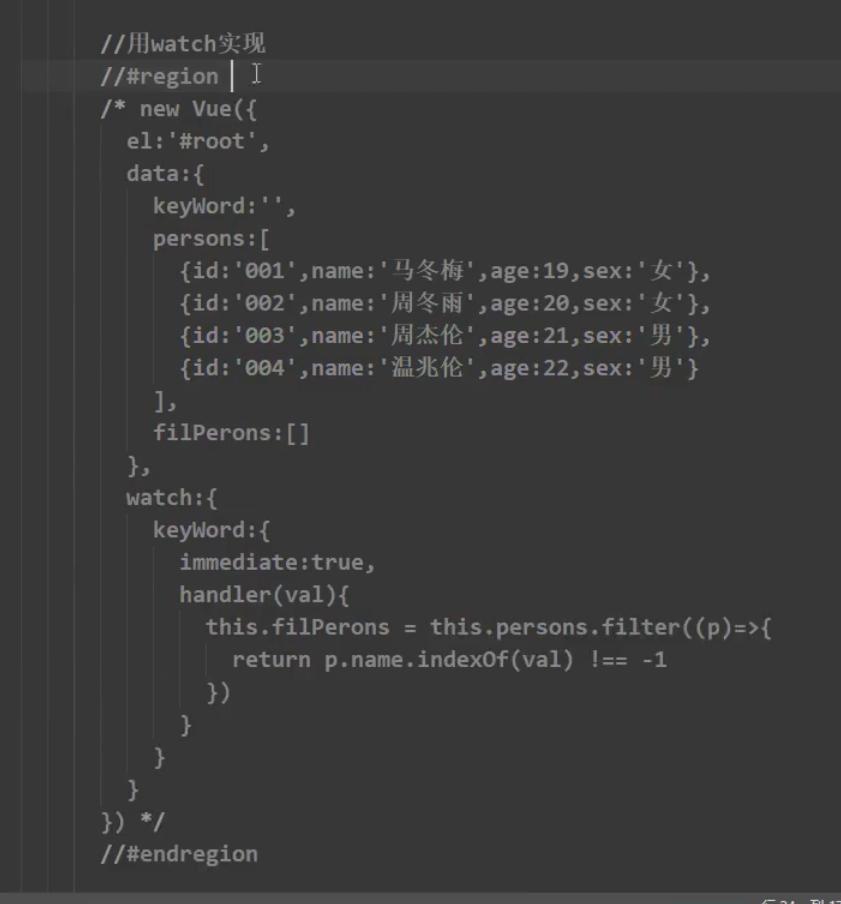 //用watch实现
//#region
/* new Vue({
el:'#root',
data:{
keyWord:'',
persons:[
{id:'001',name:'马冬梅',age:19,sex:'女'},
{id:'002',name:'周冬雨',age:20,sex:'女'},
{id:'003',name:'周杰伦',age:21,sex:'男'},
{id:'004',name:'温兆伦',age:22,sex:'男'}
],
filPerons:[]
},
watch:{
keyWord:{
immediate:true,
handler(val){
this.filPerons = this.persons.filter((p)=>{
return p.name.indexOf(val) !== -1
})
}
}
}
}) */
//#endregion